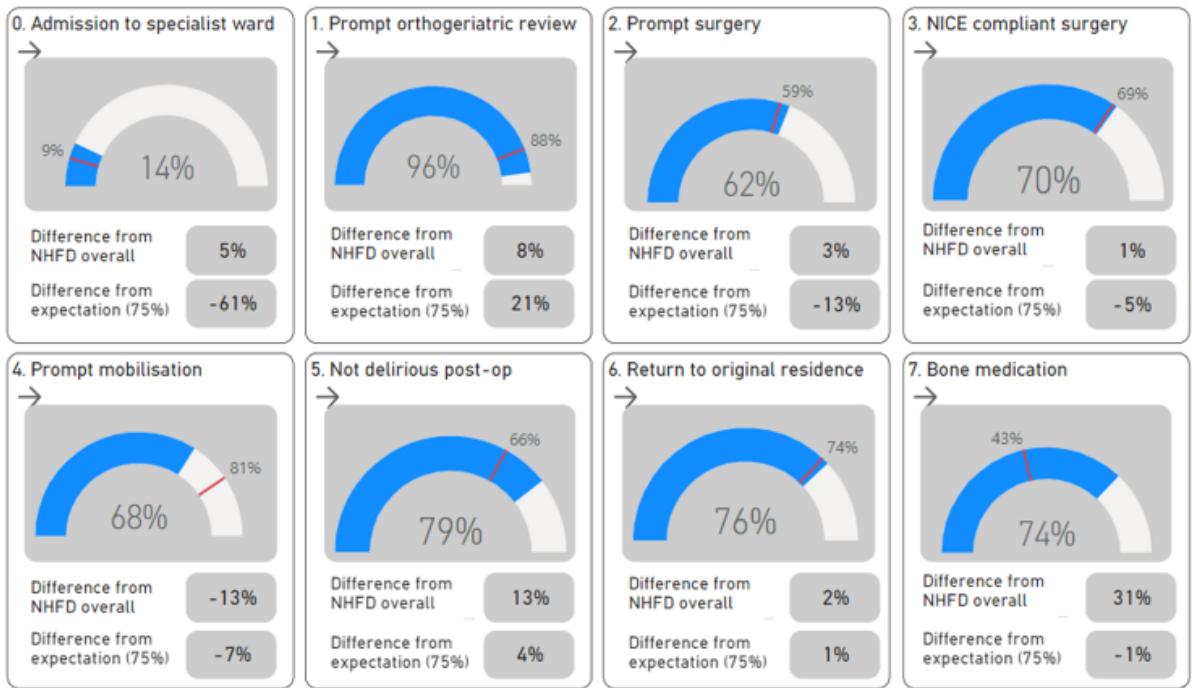 0. Admission to specialist ward
9%
14%
Difference from
NHFD overall
5%
Difference from
expectation (75%)
-61%
1. Prompt orthogeriatric review
88%
96%
Difference from
NHFD overall
8%
Difference from
expectation (75%)
21%
2. Prompt surgery
59%
62%
Difference from
NHFD overall
3%
Difference from
expectation (75%)
-13%
3. NICE compliant surgery
69%
70%
Difference from
NHFD overall
1%
Difference from
expectation (75%)
-5%
4. Prompt mobilisation
81%
68%
Difference from
NHFD overall
-13%
Difference from
expectation (75%)
-7%
5. Not delirious post-op
66%
79%
Difference from
NHFD overall
13%
Difference from
expectation (75%)
4%
6. Return to original residence
74%
76%
Difference from
NHFD overall
2%
Difference from
expectation (75%)
1%
7. Bone medication
43%
74%
Difference from
NHFD overall
31%
Difference from
expectation (75%)
-1%